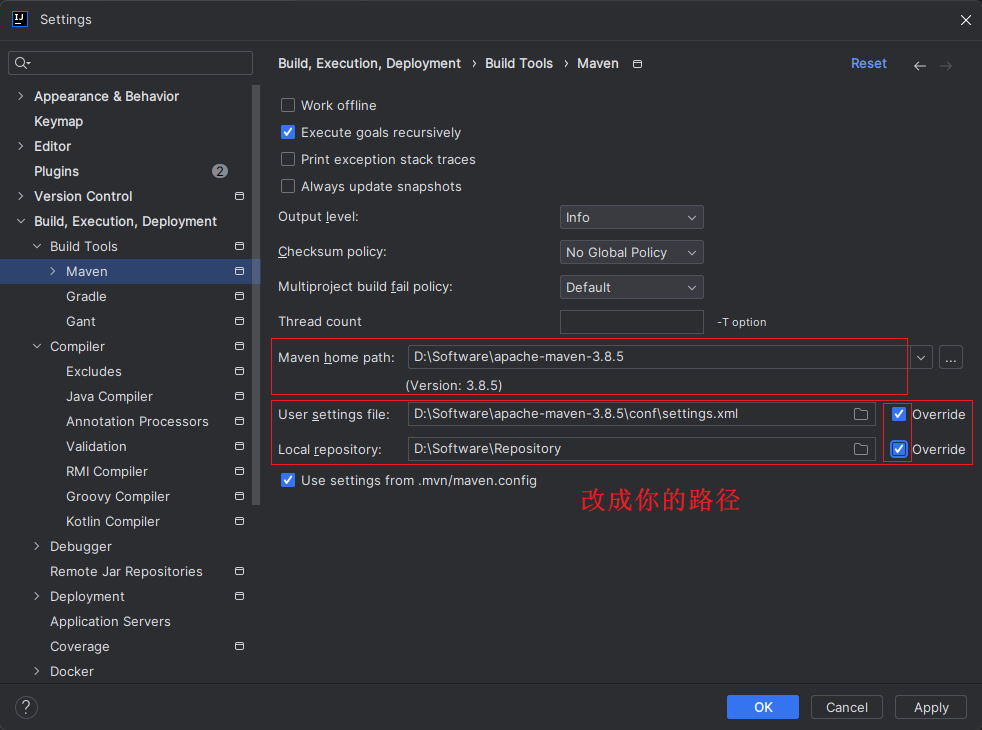 Settings
Build, Execution, Deployment › Build Tools › Maven
Reset
Appearance & Behavior
Keymap
Editor
Plugins 2
Version Control
Build, Execution, Deployment
Build Tools
Maven
Gradle
Gant
Compiler
Excludes
Java Compiler
Annotation Processors
Validation
RMI Compiler
Groovy Compiler
Kotlin Compiler
Debugger
Remote Jar Repositories
Deployment
Application Servers
Coverage
Docker
Work offline
Execute goals recursively
Print exception stack traces
Always update snapshots
Output level: Info
Checksum policy: No Global Policy
Multiproject build fail policy: Default
Thread count -T option
Maven home path: D:\Software\apache-maven-3.8.5 ...
(Version: 3.8.5)
User settings file: D:\Software\apache-maven-3.8.5\conf\settings.xml Override
Local repository: D:\Software\Repository Override
Use settings from .mvn/maven.config
改成你的路径
?
OK Cancel Apply